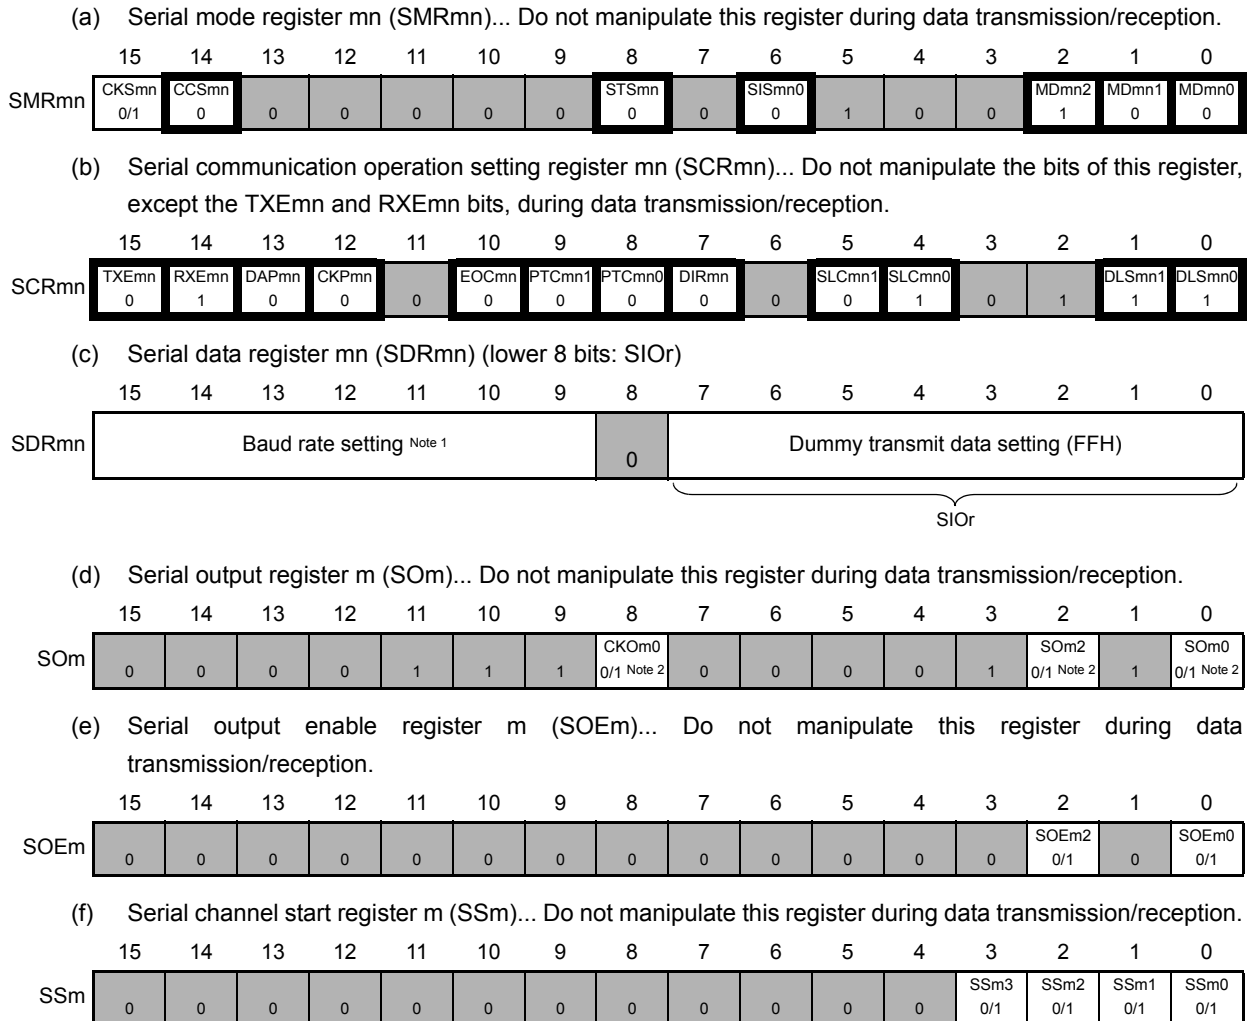 (a) Serial mode register mn (SMRmn)... Do not manipulate this register during data transmission/reception.
15 14 13 12 11 10 9 8 7 6 5 4 3 2 1 0
SMRmn CKSmn CCSmn STSmn SISmn0 MDmn2 MDmn1 MDmn0
0/1 0 0 0 0 0 0 0 0 0 1 0 0 1 0 0
(b) Serial communication operation setting register mn (SCRmn)... Do not manipulate the bits of this register,
except the TXEmn and RXEmn bits, during data transmission/reception.
15 14 13 12 11 10 9 8 7 6 5 4 3 2 1 0
SCRmn TXEmn RXEmn DAPmn CKPmn EOCmn PTCmn1 PTCmn0 DIRmn SLCmn1 SLCmn0 DLSmn1 DLSmn0
0 1 0 0 0 0 0 0 0 0 0 1 0 1 1 1
(c) Serial data register mn (SDRmn) (lower 8 bits: SIOr)
15 14 13 12 11 10 9 8 7 6 5 4 3 2 1 0
SDRmn Baud rate setting Note 1 0 Dummy transmit data setting (FFH)
SIOr
(d) Serial output register m (SOm)... Do not manipulate this register during data transmission/reception.
15 14 13 12 11 10 9 8 7 6 5 4 3 2 1 0
SOm CKOm0 SOm2 SOm0
0 0 0 0 1 1 1 0/1 Note 2 0 0 0 0 1 0/1 Note 2 1 0/1 Note 2
(e) Serial output enable register m (SOEm)... Do not manipulate this register during data
transmission/reception.
15 14 13 12 11 10 9 8 7 6 5 4 3 2 1 0
SOEm SOEm2 SOEm0
0 0 0 0 0 0 0 0 0 0 0 0 0 0/1 0 0/1
(f) Serial channel start register m (SSm)... Do not manipulate this register during data transmission/reception.
15 14 13 12 11 10 9 8 7 6 5 4 3 2 1 0
SSm SSm3 SSm2 SSm1 SSm0
0 0 0 0 0 0 0 0 0 0 0 0 0/1 0/1 0/1 0/1